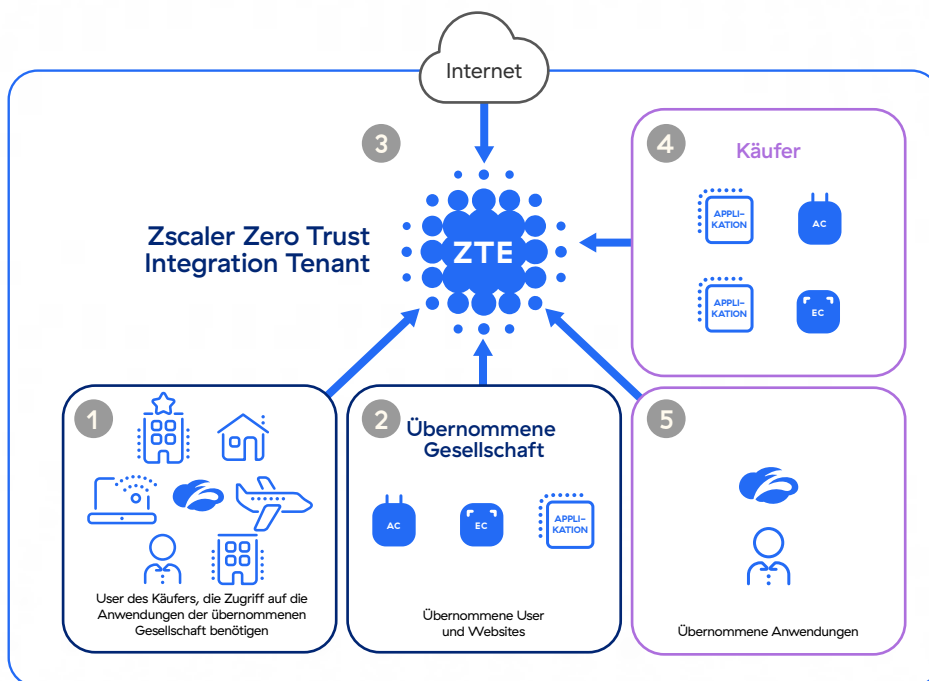 Internet
3
Zscaler Zero Trust
Integration Tenant
ZTE
4
Käufer
APPLI-
KATION
AC
APPLI-
KATION
EC
1
User des Käufers, die Zugriff auf die
Anwendungen der übernommenen
Gesellschaft benötigen
2
Übernommene
Gesellschaft
AC
EC
APPLI-
KATION
Übernommene User
und Websites
5
Übernommene Anwendungen